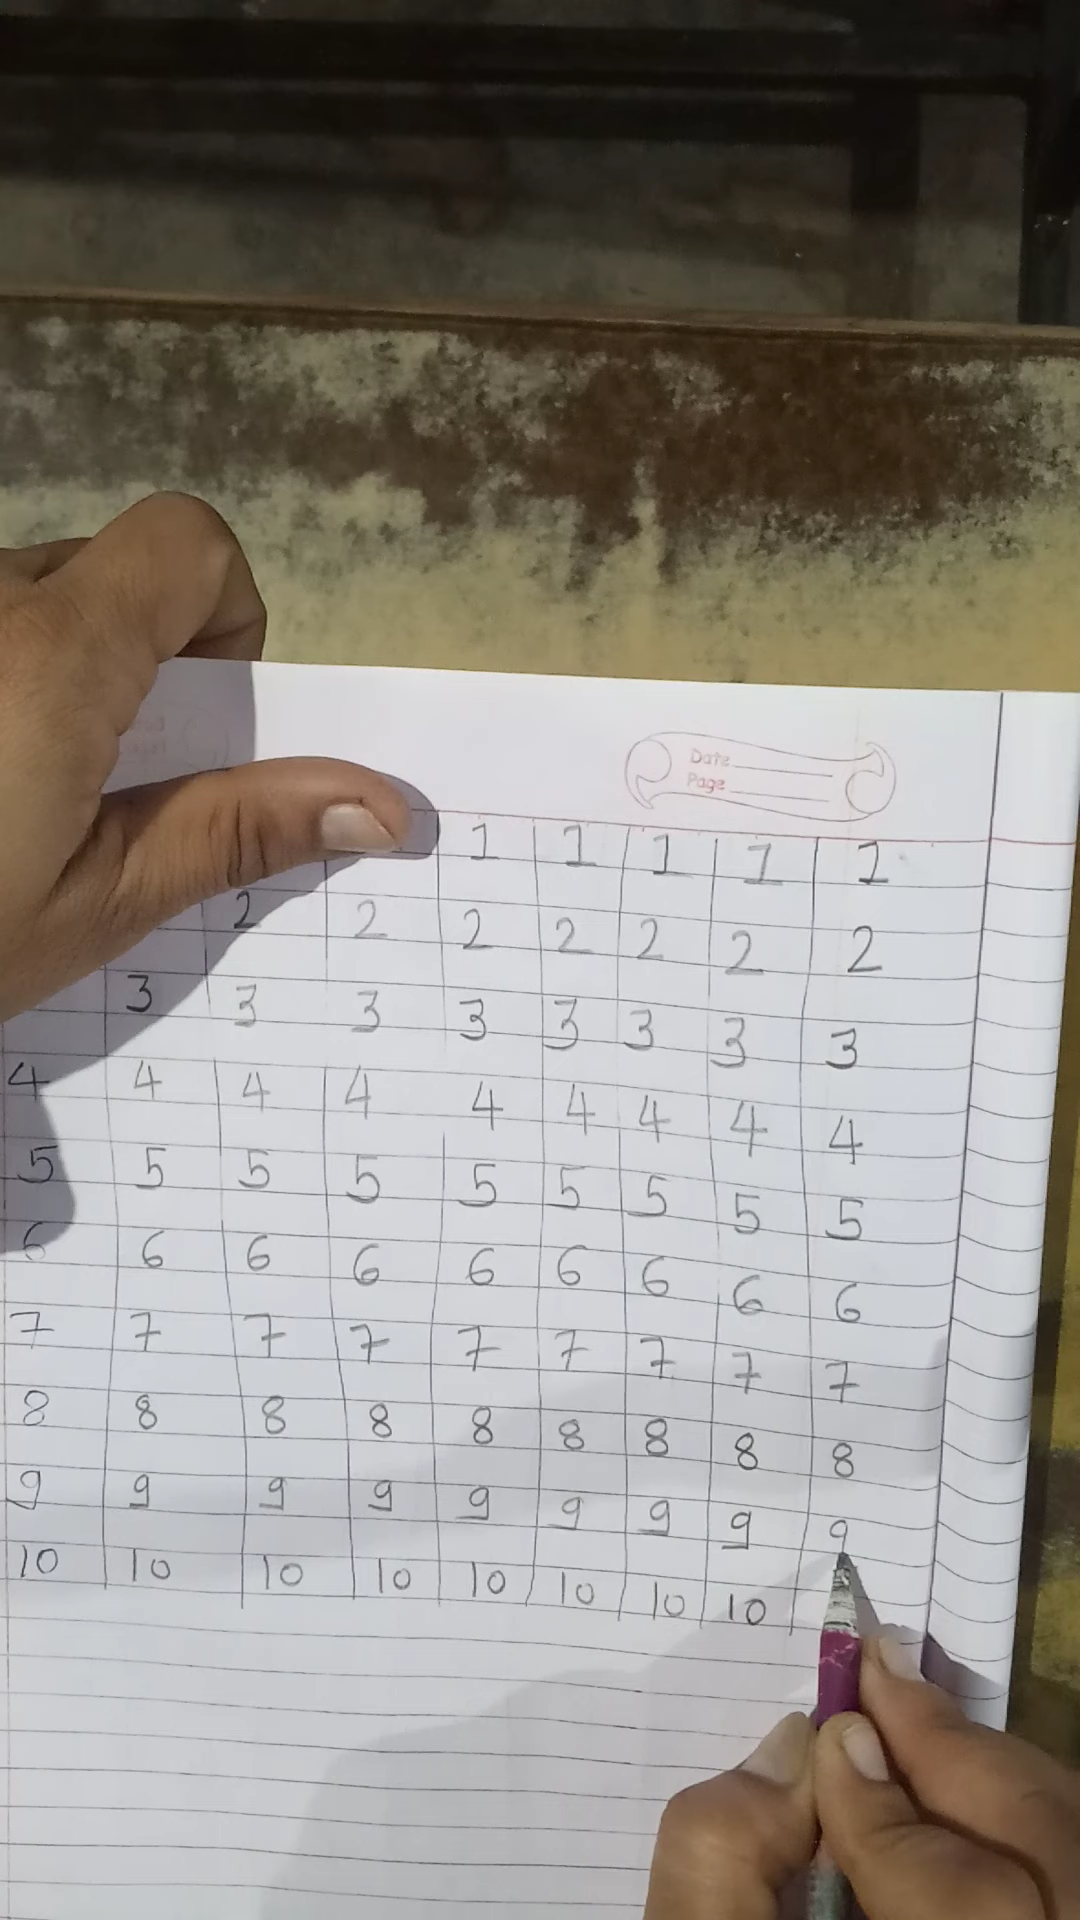 Date
Page
1 1 1 1 1
2 2 2 2 2 2 2
3 3 3 3 3 3 3 3
4 4 4 4 4 4 4 4 4
5 5 5 5 5 5 5 5 5
6 6 6 6 6 6 6 6 6
7 7 7 7 7 7 7 7 7
8 8 8 8 8 8 8 8 8
9 9 9 9 9 9 9 9 9
10 10 10 10 10 10 10 10